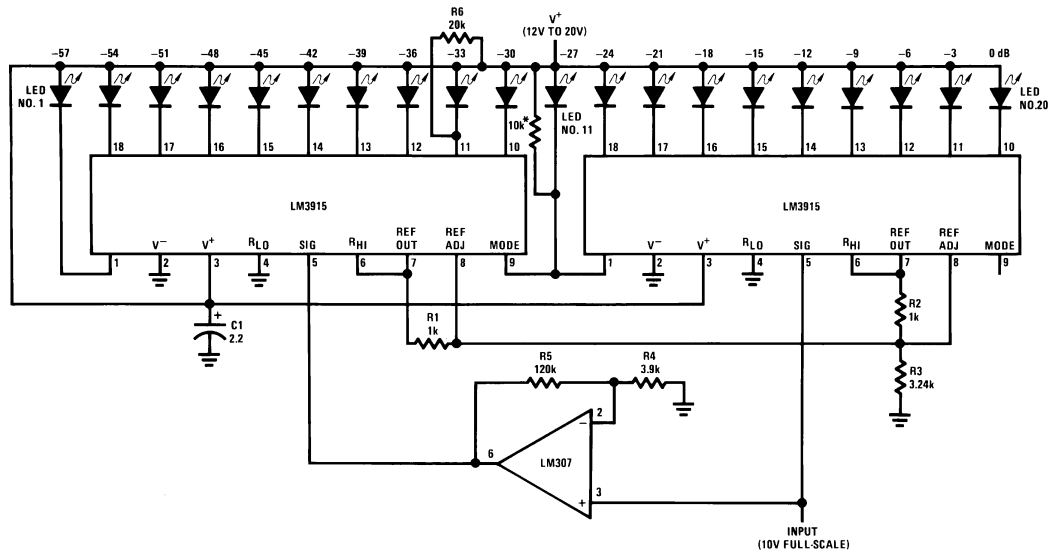 R6
20k
V+
(12V TO 20V)
−57 −54 −51 −48 −45 −42 −39 −36 −33 −30 −27 −24 −21 −18 −15 −12 −9 −6 −3 0 dB
LED
NO. 1
10k*
LED
NO. 11
LED
NO.20
18 17 16 15 14 13 12 11 10
18 17 16 15 14 13 12 11 10
LM3915
LM3915
V− V+ RLO SIG RHI REF OUT REF ADJ MODE
V− V+ RLO SIG RHI REF OUT REF ADJ MODE
1 2 3 4 5 6 7 8 9
1 2 3 4 5 6 7 8 9
+
C1
2.2
R1
1k
R2
1k
R3
3.24k
R5
120k
R4
3.9k
2
−
6
LM307
+
3
INPUT
(10V FULL-SCALE)